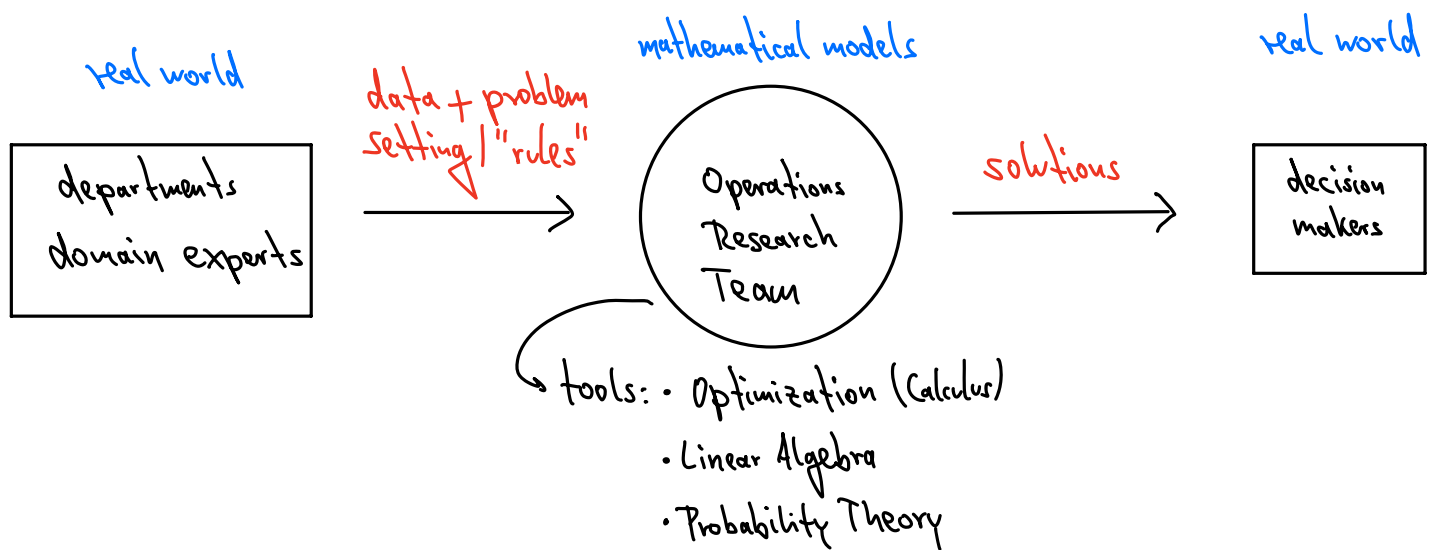 real world
departments
domain experts
data + problem
setting/"rules"
mathematical models
Operations
Research
Team
tools: • Optimization (Calculus)
• Linear Algebra
• Probability Theory
solutions
real world
decision
makers